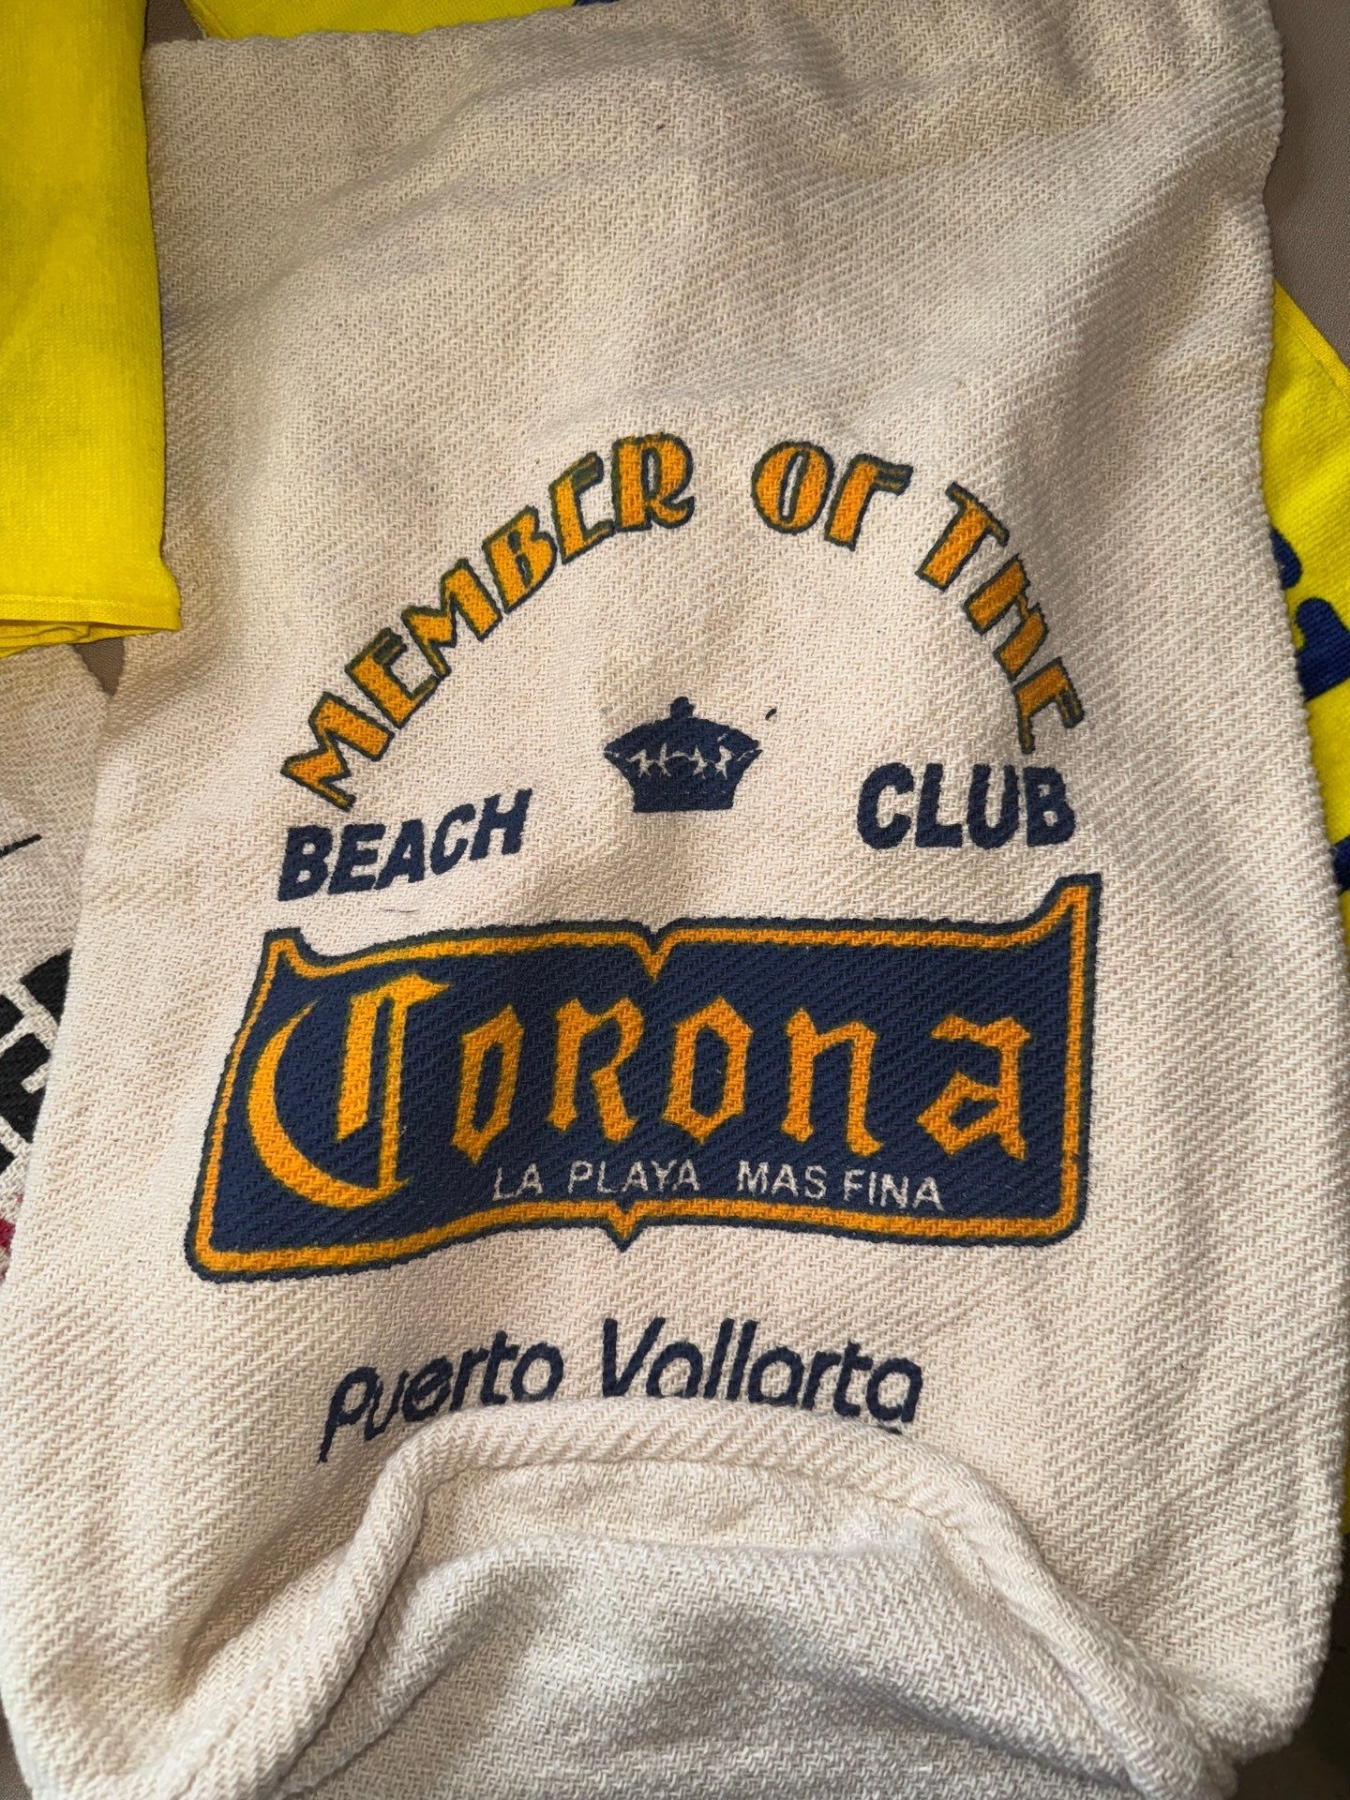 MEMBER OF THE
BEACH CLUB
Corona
LA PLAYA MAS FINA
Puerto Vallarta